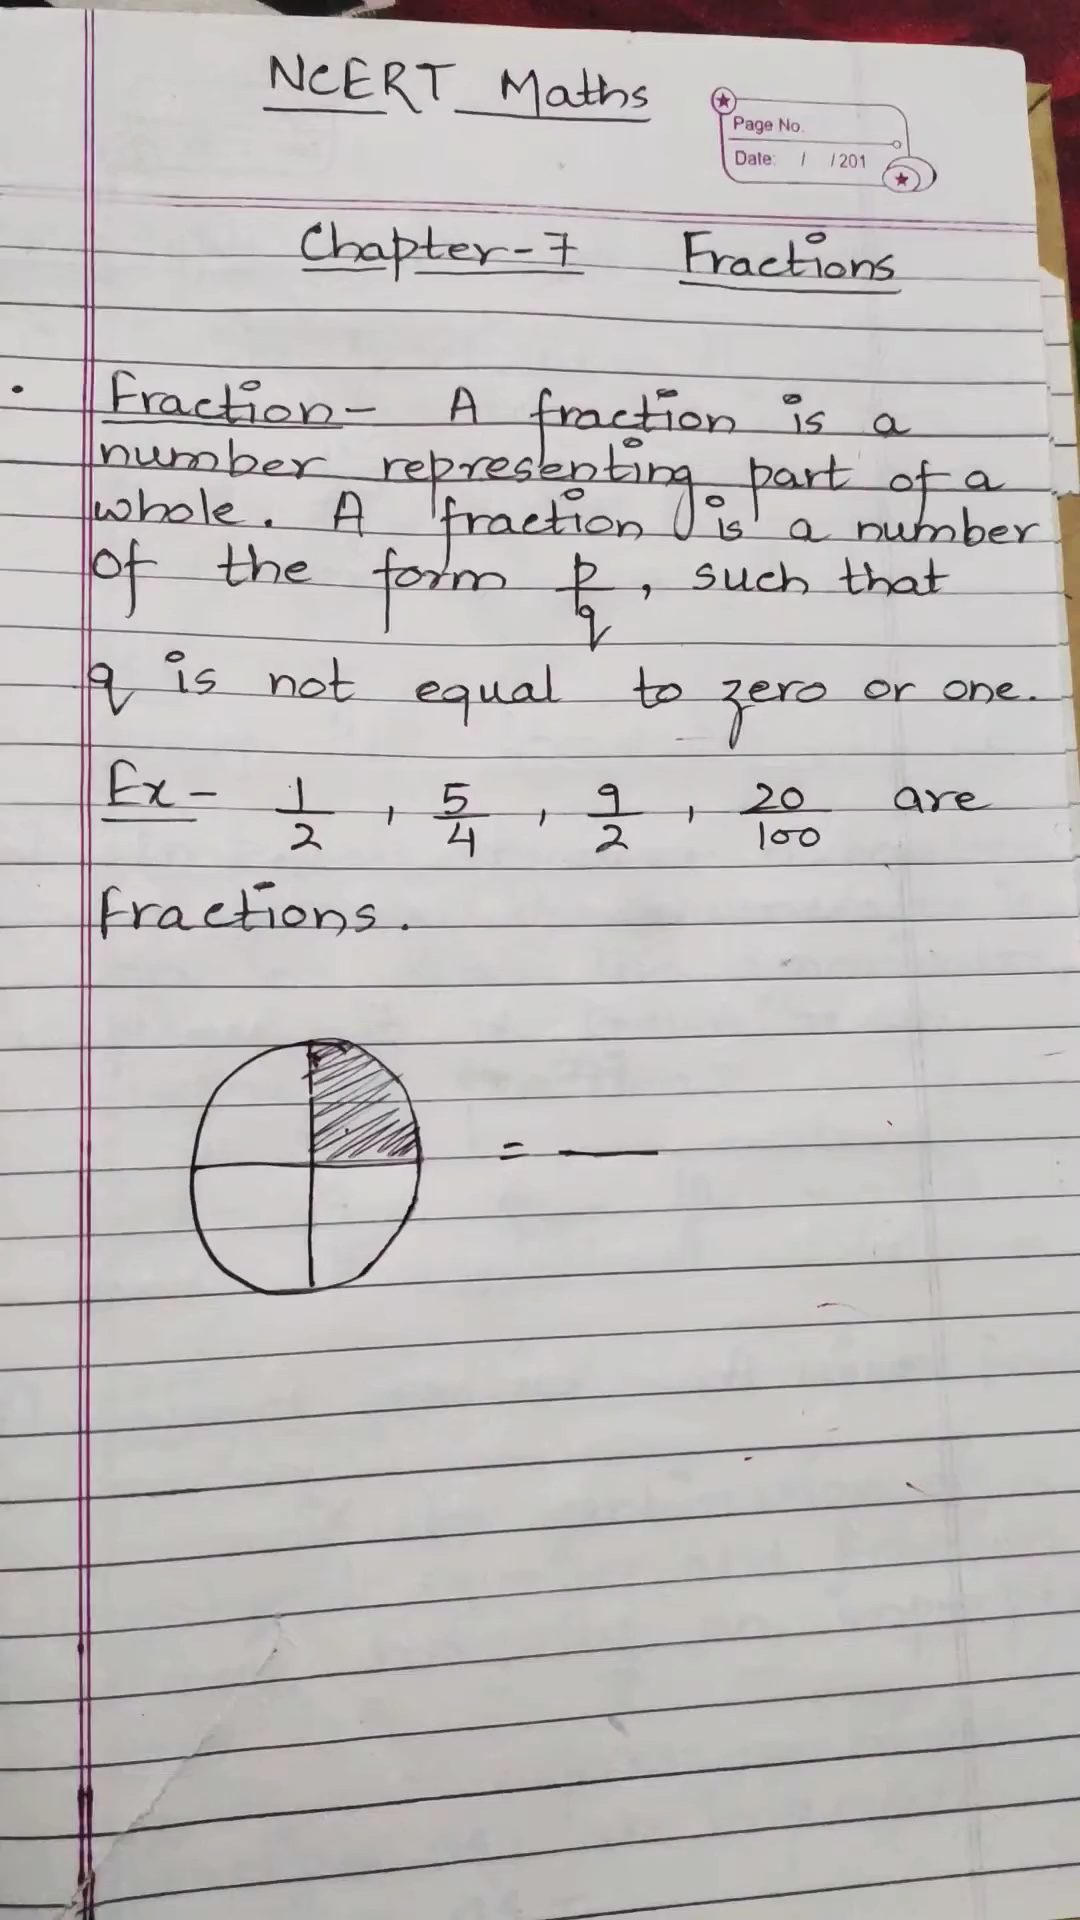 NCERT Maths
Page No.
Date: / /201
Chapter-7 Fractions
Fraction- A fraction is a
number representing part of a
whole. A fraction is a number
of the form p/q, such that
q is not equal to zero or one.
Ex- 1/2, 5/4, 9/2, 20/100 are
fractions.
= —